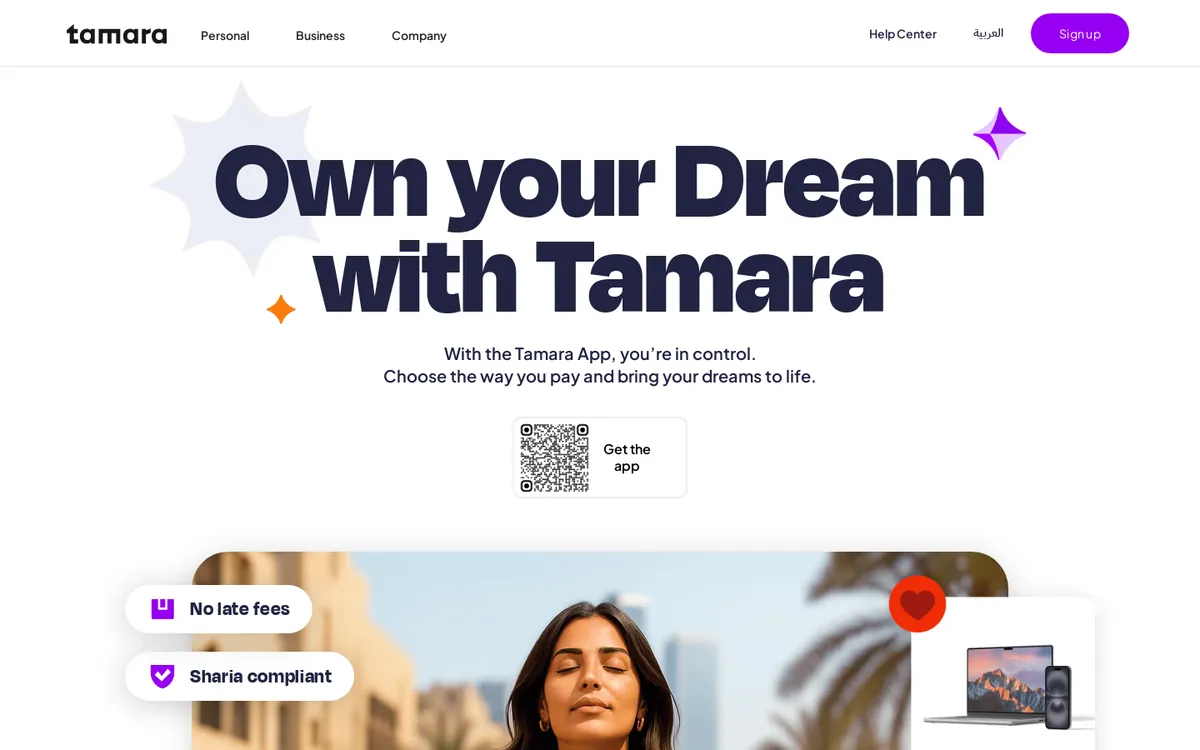 tamara
Personal
Business
Company
Help Center
العربية
Sign up
Own your Dream
with Tamara
With the Tamara App, you’re in control.
Choose the way you pay and bring your dreams to life.
Get the
app
No late fees
Sharia compliant